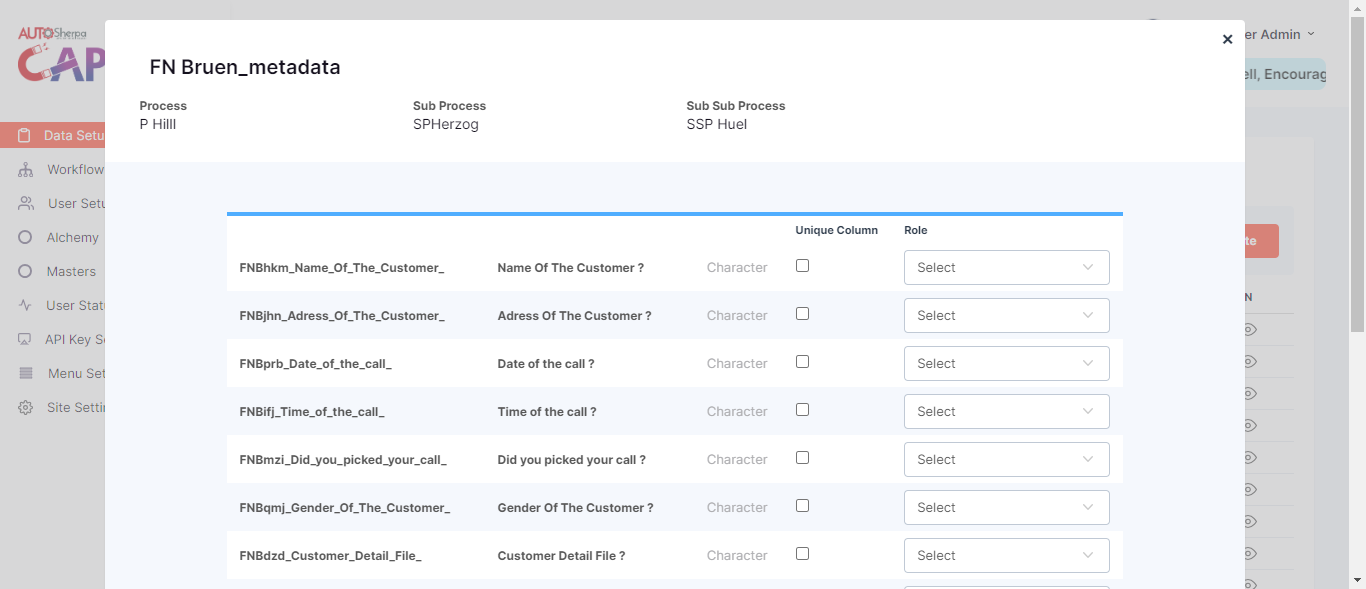 AUTO Sherpa
CAP
er Admin
ell, Encourag
FN Bruen_metadata
Process
Sub Process
Sub Sub Process
P Hilll
SPHerzog
SSP Huel
Data Setu
Workflow
User Setu
Alchemy
Masters
User Statu
API Key Se
Menu Set
Site Settin
te
N
Unique Column
Role
FNBhkm_Name_Of_The_Customer_ Name Of The Customer ? Character Select
FNBjhn_Adress_Of_The_Customer_ Adress Of The Customer ? Character Select
FNBprb_Date_of_the_call_ Date of the call ? Character Select
FNBifj_Time_of_the_call_ Time of the call ? Character Select
FNBmzi_Did_you_picked_your_call_ Did you picked your call ? Character Select
FNBqmj_Gender_Of_The_Customer_ Gender Of The Customer ? Character Select
FNBdzd_Customer_Detail_File_ Customer Detail File ? Character Select